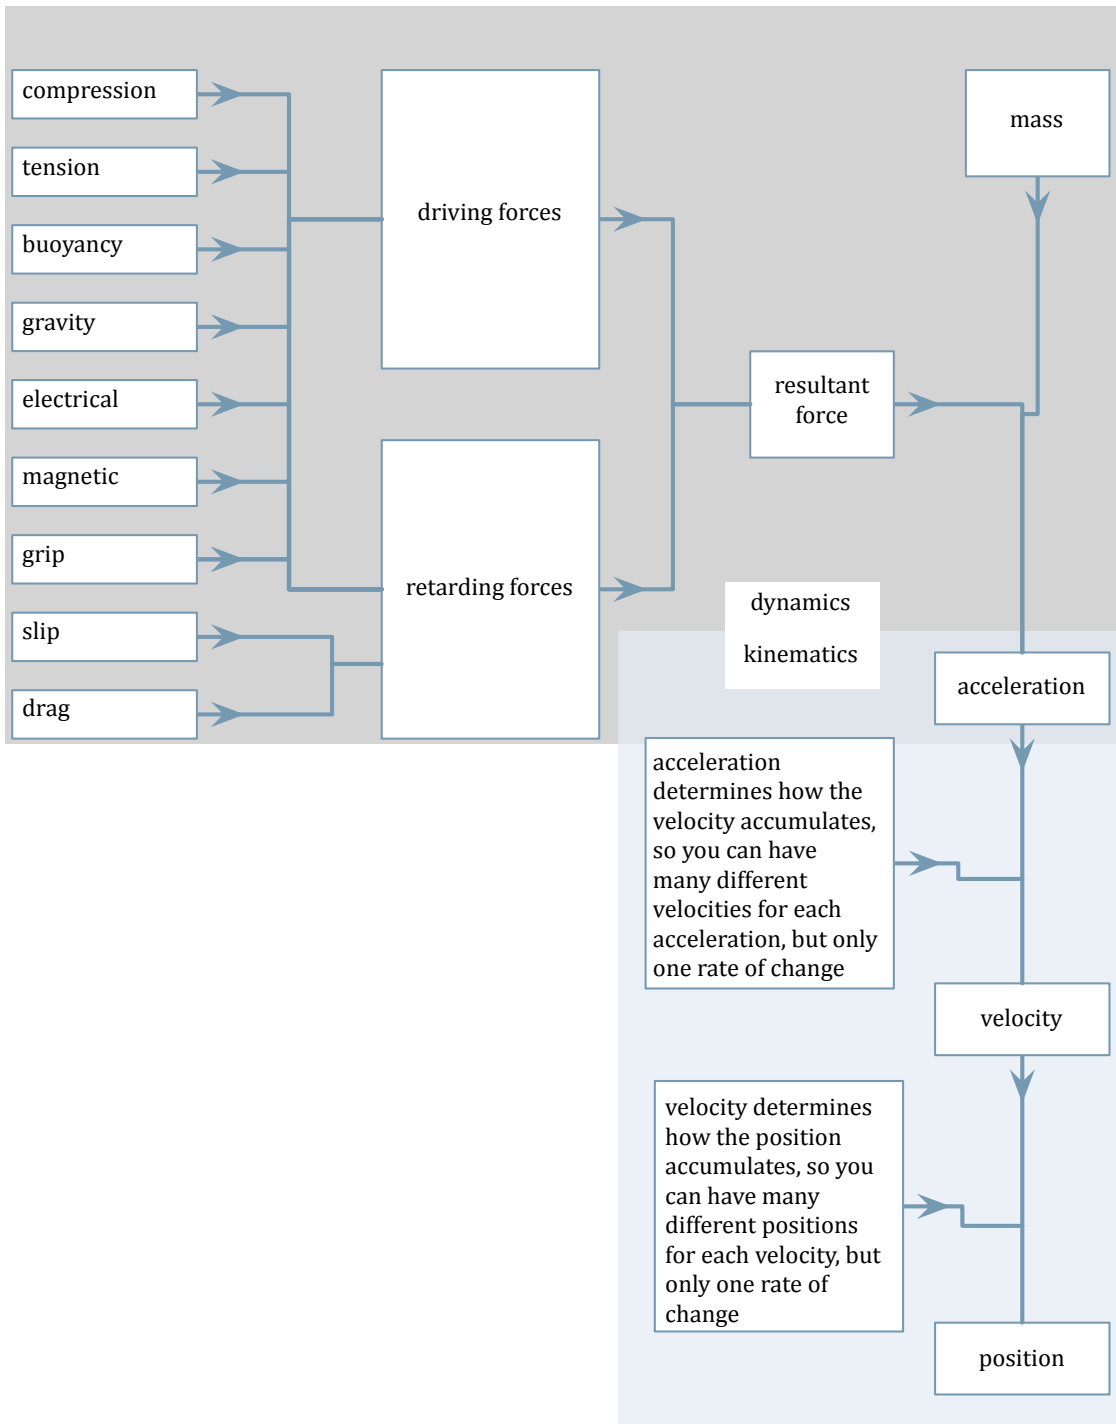 compression
tension
buoyancy
gravity
electrical
magnetic
grip
slip
drag
driving forces
retarding forces
mass
resultant
force
dynamics
kinematics
acceleration
acceleration
determines how the
velocity accumulates,
so you can have
many different
velocities for each
acceleration, but only
one rate of change
velocity
velocity determines
how the position
accumulates, so you
can have many
different positions
for each velocity, but
only one rate of
change
position